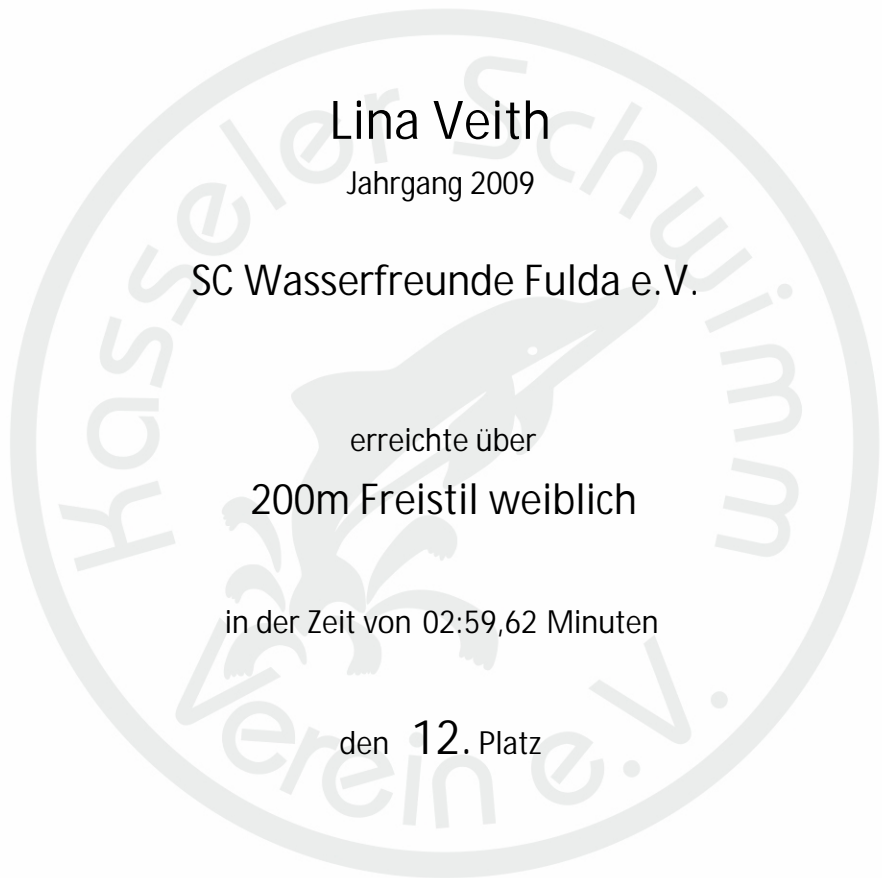 Lina Veith
Jahrgang 2009
SC Wasserfreunde Fulda e.V.
erreichte über
200m Freistil weiblich
in der Zeit von 02:59,62 Minuten
den 12. Platz
Kasseler Schwimm
Verein e.V.